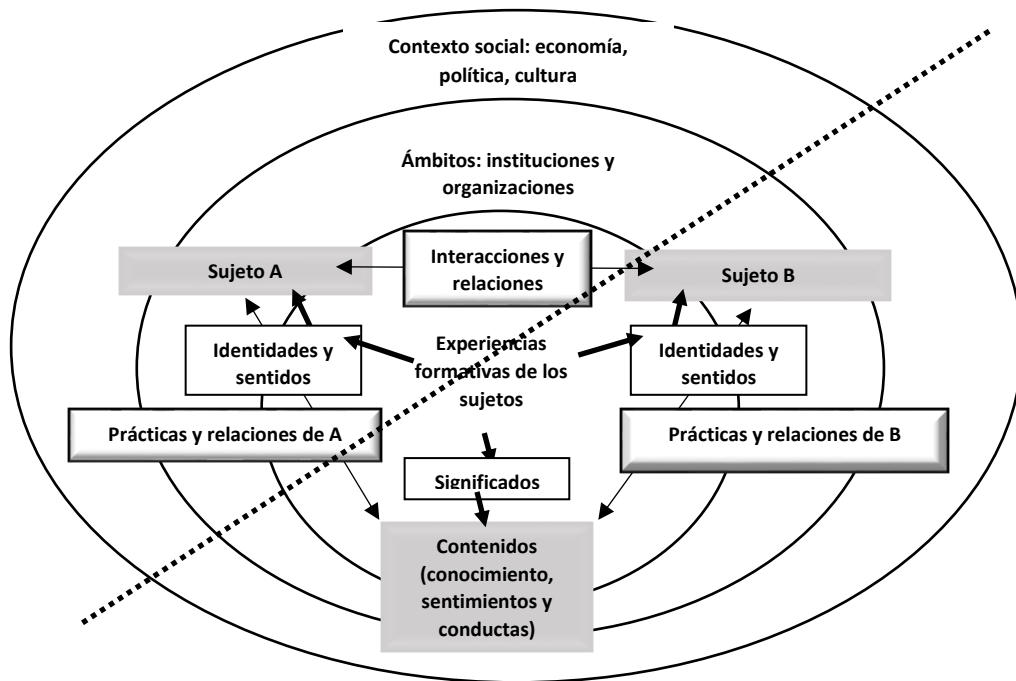 Contexto social: economía,
política, cultura
Ámbitos: instituciones y
organizaciones
Sujeto A
Interacciones y
relaciones
Sujeto B
Identidades y
sentidos
Experiencias
formativas de los
sujetos
Identidades y
sentidos
Prácticas y relaciones de A
Prácticas y relaciones de B
Significados
Contenidos
(conocimiento,
sentimientos y
conductas)